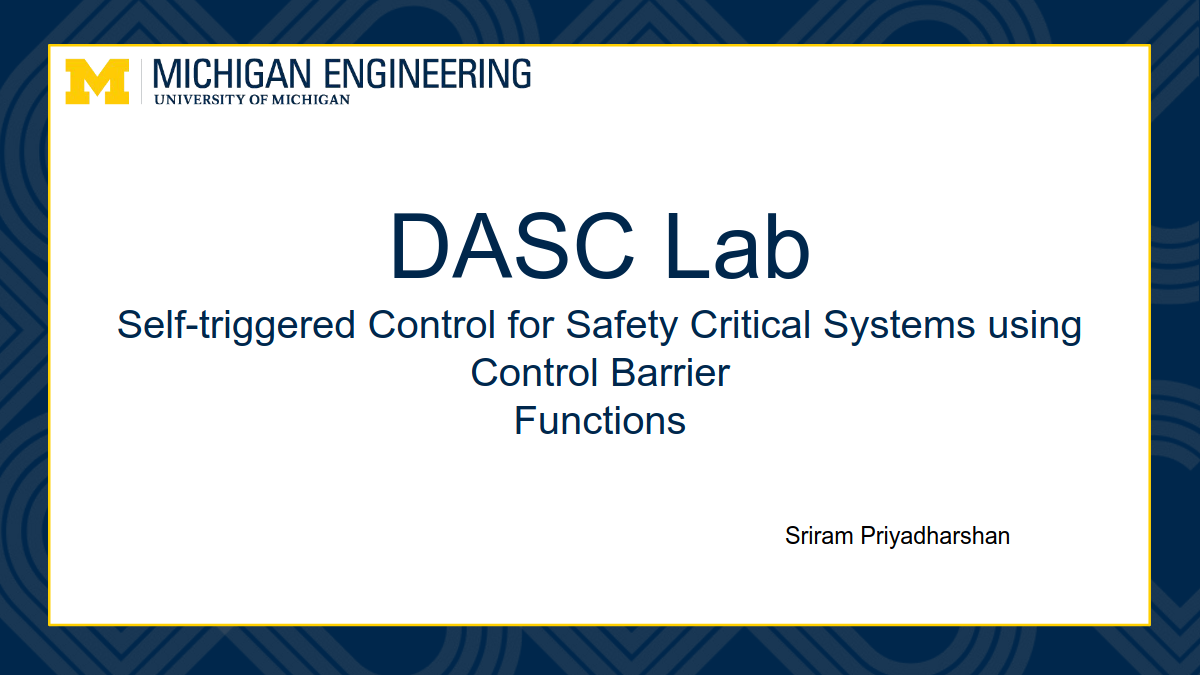 M
MICHIGAN ENGINEERING
UNIVERSITY OF MICHIGAN
DASC Lab
Self-triggered Control for Safety Critical Systems using
Control Barrier
Functions
Sriram Priyadharshan